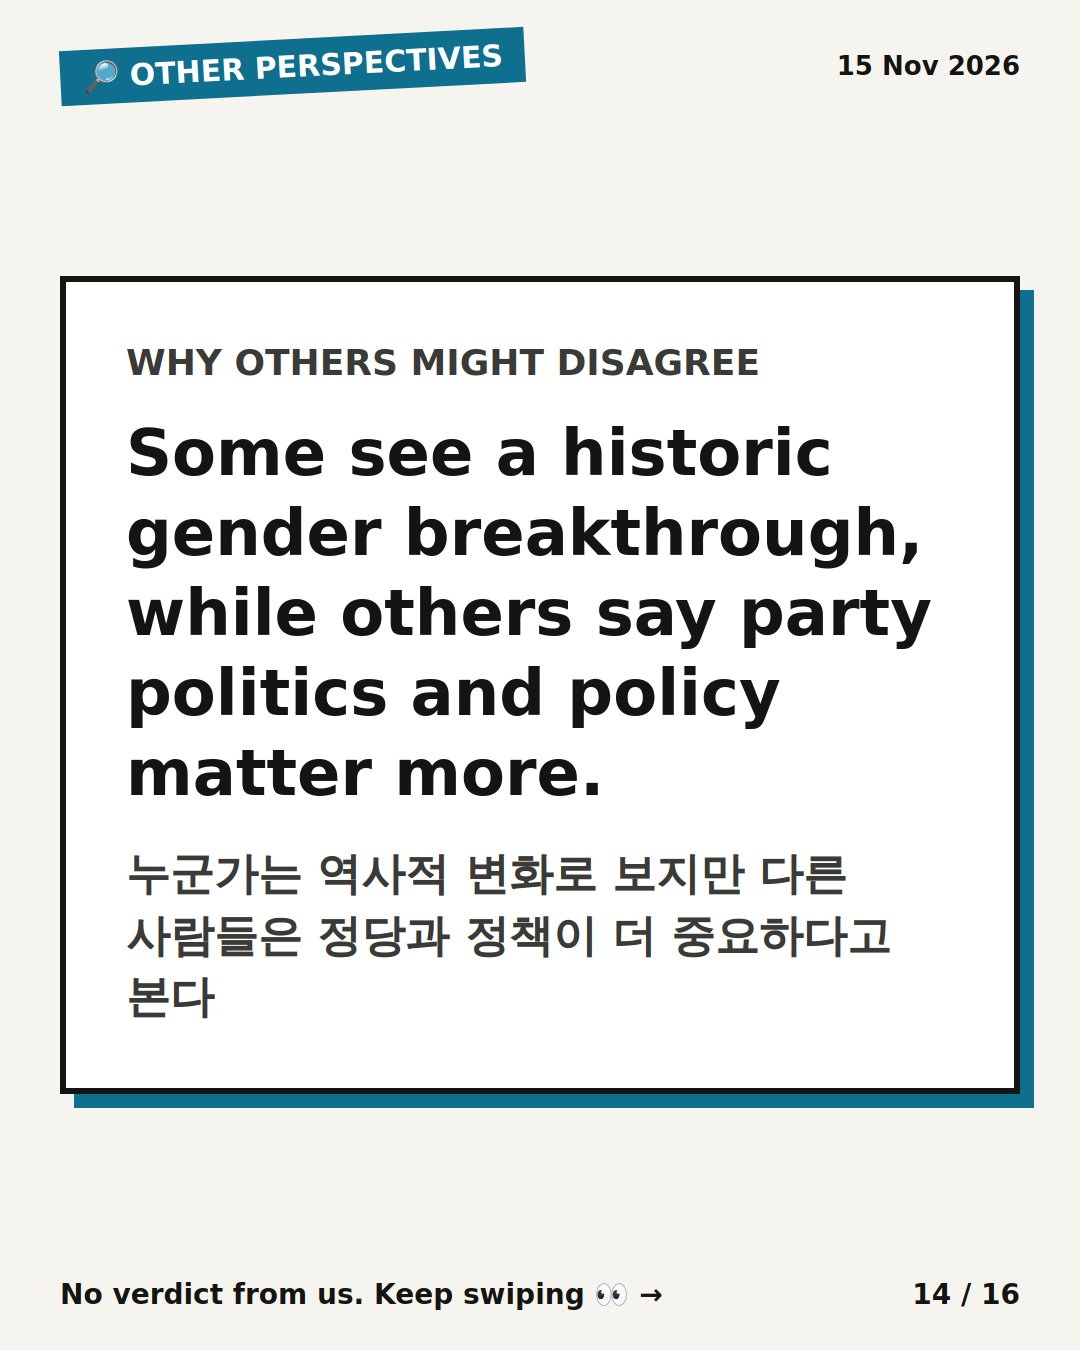 🔎 OTHER PERSPECTIVES
15 Nov 2026
WHY OTHERS MIGHT DISAGREE
Some see a historic
gender breakthrough,
while others say party
politics and policy
matter more.
누군가는 역사적 변화로 보지만 다른
사람들은 정당과 정책이 더 중요하다고
본다
No verdict from us. Keep swiping 👀 →
14 / 16